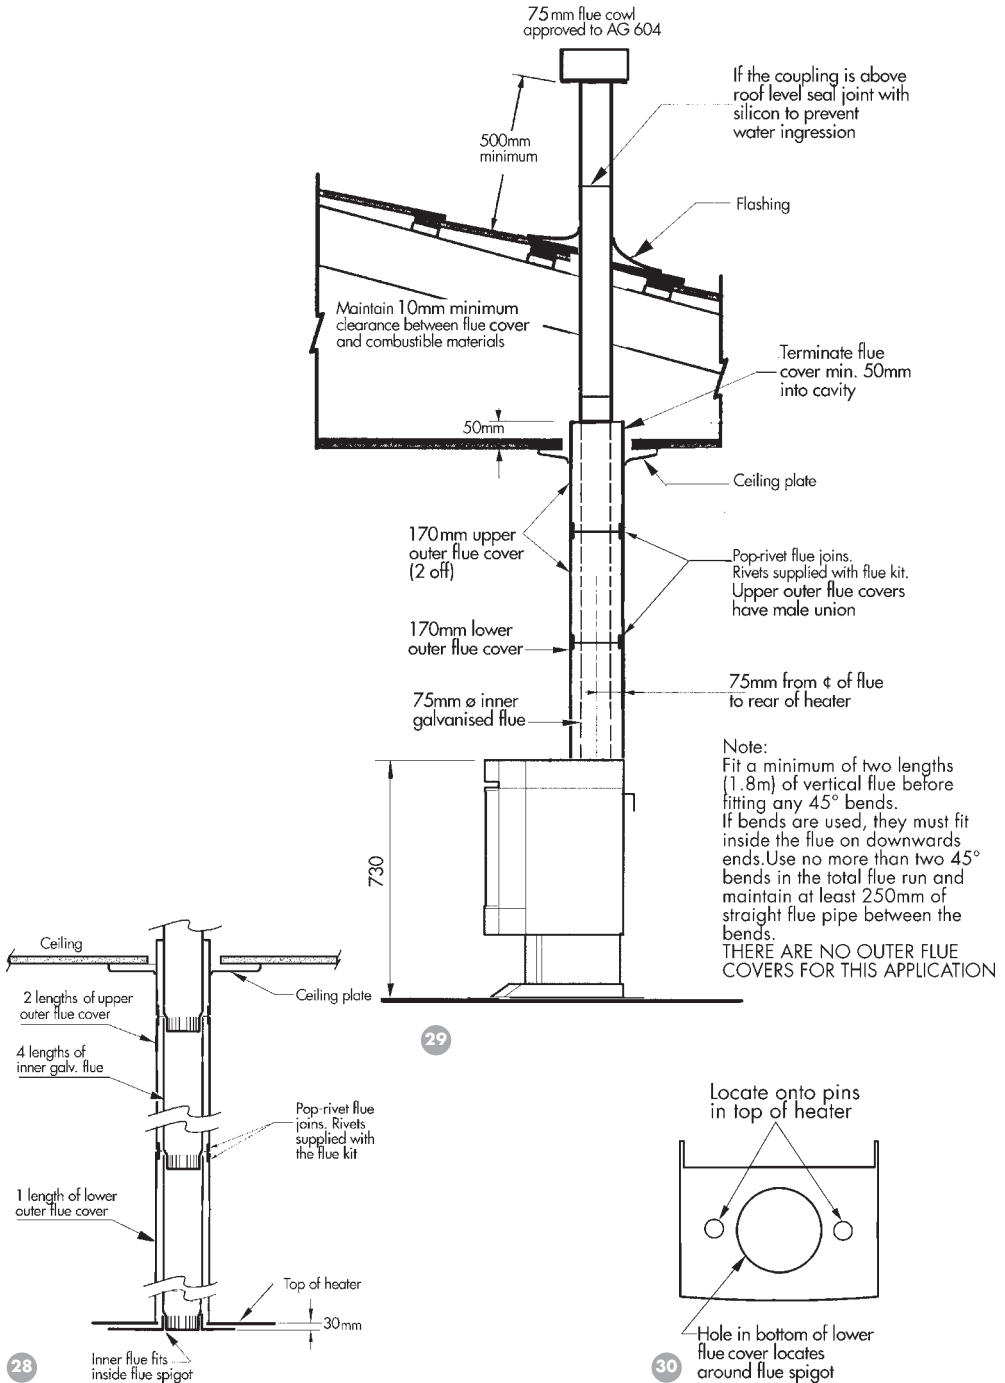 75mm flue cowl
approved to AG 604
If the coupling is above
roof level seal joint with
silicon to prevent
water ingression
500mm
minimum
Flashing
Maintain 10mm minimum
clearance between flue cover
and combustible materials
Terminate flue
cover min. 50mm
into cavity
50mm
Ceiling plate
170mm upper
outer flue cover
(2 off)
Pop-rivet flue joins.
Rivets supplied with flue kit.
Upper outer flue covers
have male union
170mm lower
outer flue cover
75mm ø inner
galvanised flue
75mm from ¢ of flue
to rear of heater
730
Note:
Fit a minimum of two lengths
(1.8m) of vertical flue before
fitting any 45° bends.
If bends are used, they must fit
inside the flue on downwards
ends.Use no more than two 45°
bends in the total flue run and
maintain at least 250mm of
straight flue pipe between the
bends.
THERE ARE NO OUTER FLUE
COVERS FOR THIS APPLICATION
29
Ceiling
Ceiling plate
2 lengths of upper
outer flue cover
4 lengths of
inner galv. flue
Pop-rivet flue
joins. Rivets
supplied with
the flue kit
1 length of lower
outer flue cover
Top of heater
30mm
Inner flue fits
inside flue spigot
28
Locate onto pins
in top of heater
Hole in bottom of lower
flue cover locates
around flue spigot
30